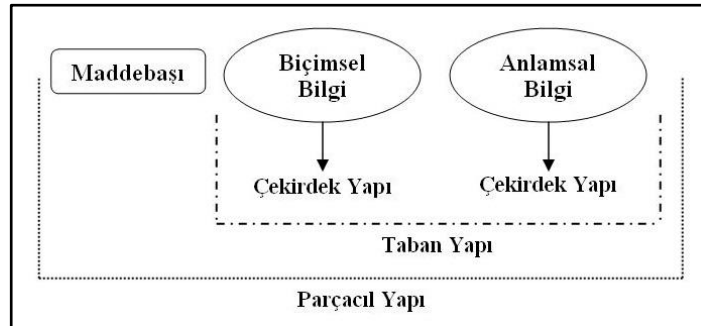 Maddebaşı
Biçimsel
Bilgi
Anlamsal
Bilgi
Çekirdek Yapı
Çekirdek Yapı
Taban Yapı
Parçacıl Yapı